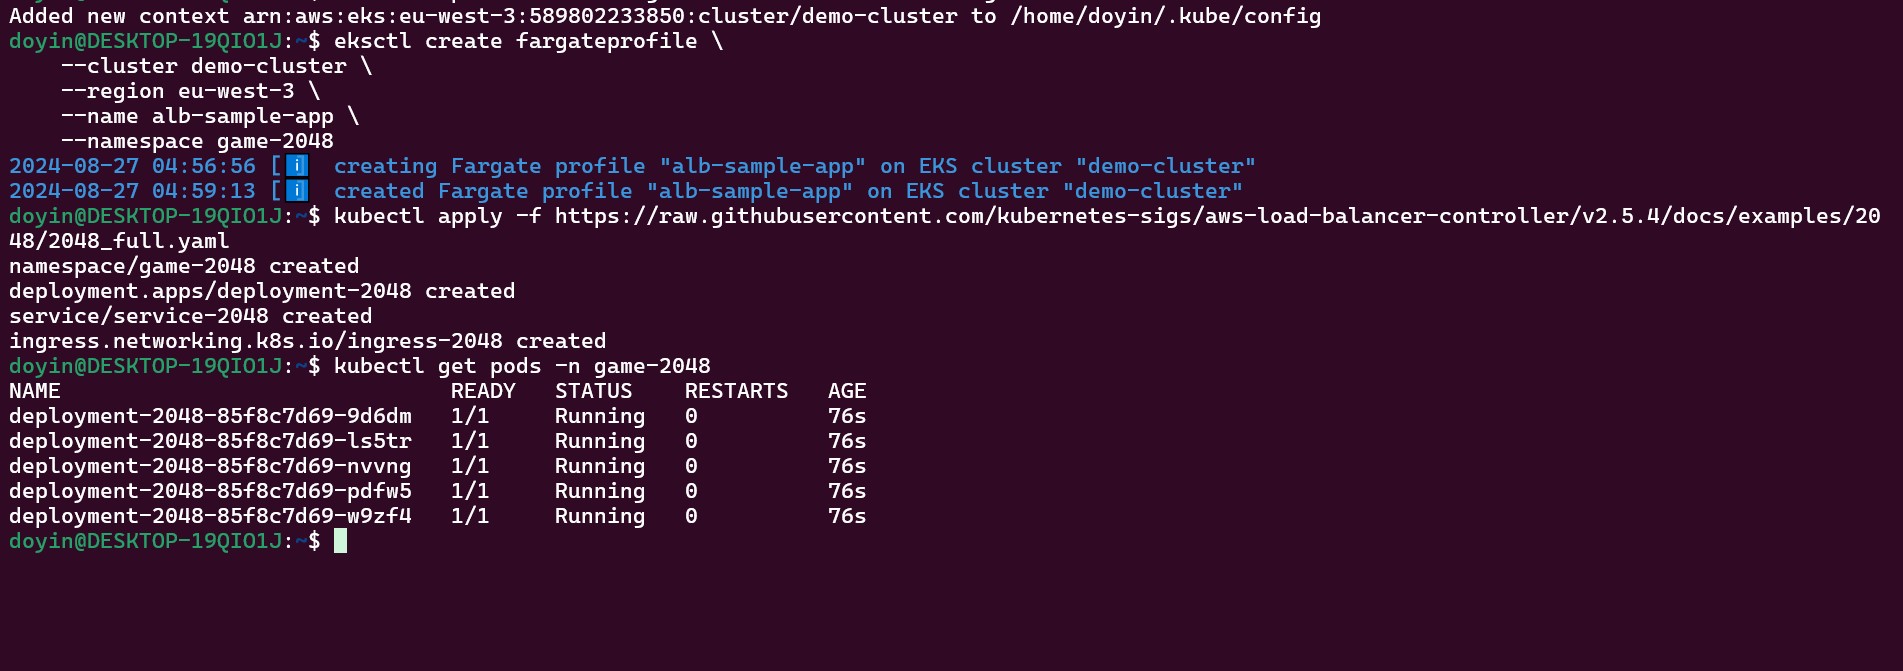 Added new context arn:aws:eks:eu-west-3:589802233850:cluster/demo-cluster to /home/doyin/.kube/config
doyin@DESKTOP-19QIO1J:~$ eksctl create fargateprofile \
    --cluster demo-cluster \
    --region eu-west-3 \
    --name alb-sample-app \
    --namespace game-2048
2024-08-27 04:56:56 [ℹ]  creating Fargate profile "alb-sample-app" on EKS cluster "demo-cluster"
2024-08-27 04:59:13 [ℹ]  created Fargate profile "alb-sample-app" on EKS cluster "demo-cluster"
doyin@DESKTOP-19QIO1J:~$ kubectl apply -f https://raw.githubusercontent.com/kubernetes-sigs/aws-load-balancer-controller/v2.5.4/docs/examples/20
48/2048_full.yaml
namespace/game-2048 created
deployment.apps/deployment-2048 created
service/service-2048 created
ingress.networking.k8s.io/ingress-2048 created
doyin@DESKTOP-19QIO1J:~$ kubectl get pods -n game-2048
NAME                              READY   STATUS    RESTARTS   AGE
deployment-2048-85f8c7d69-9d6dm   1/1     Running   0          76s
deployment-2048-85f8c7d69-ls5tr   1/1     Running   0          76s
deployment-2048-85f8c7d69-nvvng   1/1     Running   0          76s
deployment-2048-85f8c7d69-pdfw5   1/1     Running   0          76s
deployment-2048-85f8c7d69-w9zf4   1/1     Running   0          76s
doyin@DESKTOP-19QIO1J:~$